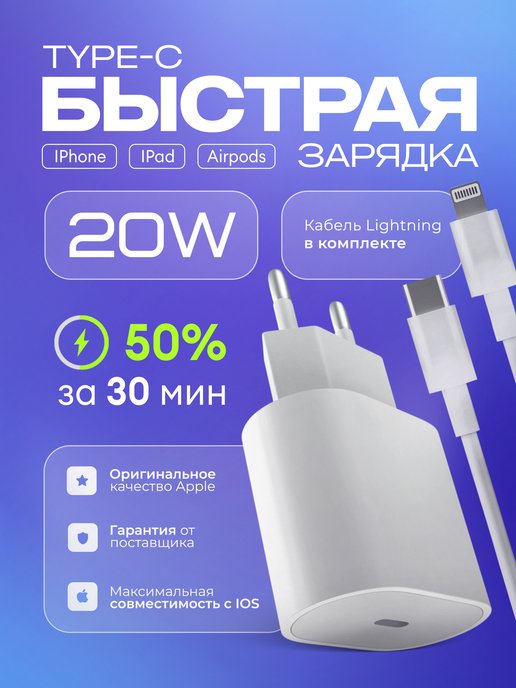 TYPE-C
БЫСТРАЯ
IPhone IPad Airpods ЗАРЯДКА
20W
Кабель Lightning
в комплекте
50%
за 30 мин
Оригинальное
качество Apple
Гарантия от
поставщика
Максимальная
совместимость с IOS